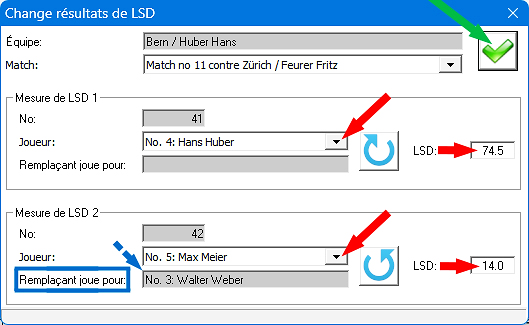 Change résultats de LSD
Équipe: Bern / Huber Hans
Match: Match no 11 contre Zürich / Feurer Fritz
Mesure de LSD 1
No: 41
Joueur: No. 4: Hans Huber LSD: 74.5
Remplaçant joue pour:
Mesure de LSD 2
No: 42
Joueur: No. 5: Max Meier LSD: 14.0
Remplaçant joue pour: No. 3: Walter Weber